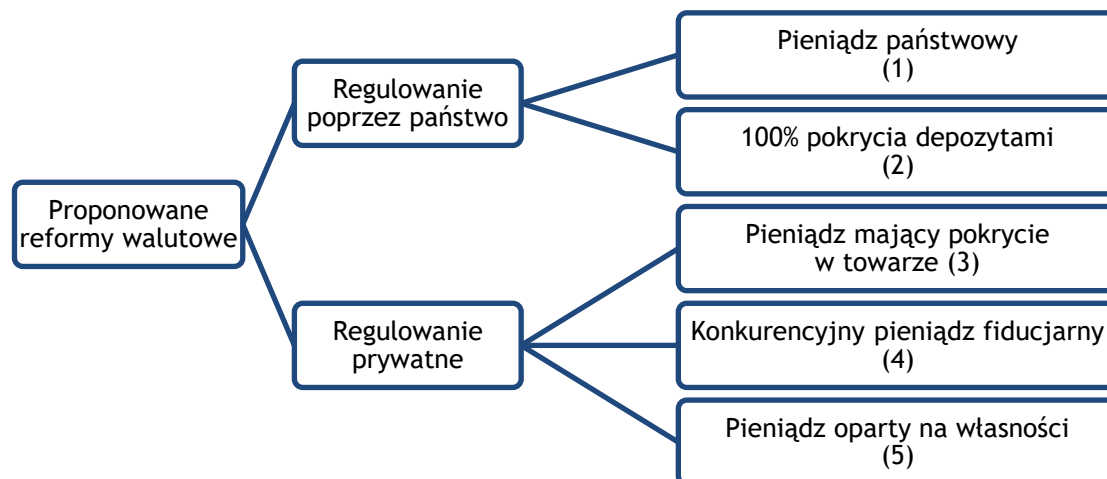 Proponowane
reformy walutowe
Regulowanie
poprzez państwo
Pieniądz państwowy
(1)
100% pokrycia depozytami
(2)
Regulowanie
prywatne
Pieniądz mający pokrycie
w towarze (3)
Konkurencyjny pieniądz fiducjarny
(4)
Pieniądz oparty na własności
(5)